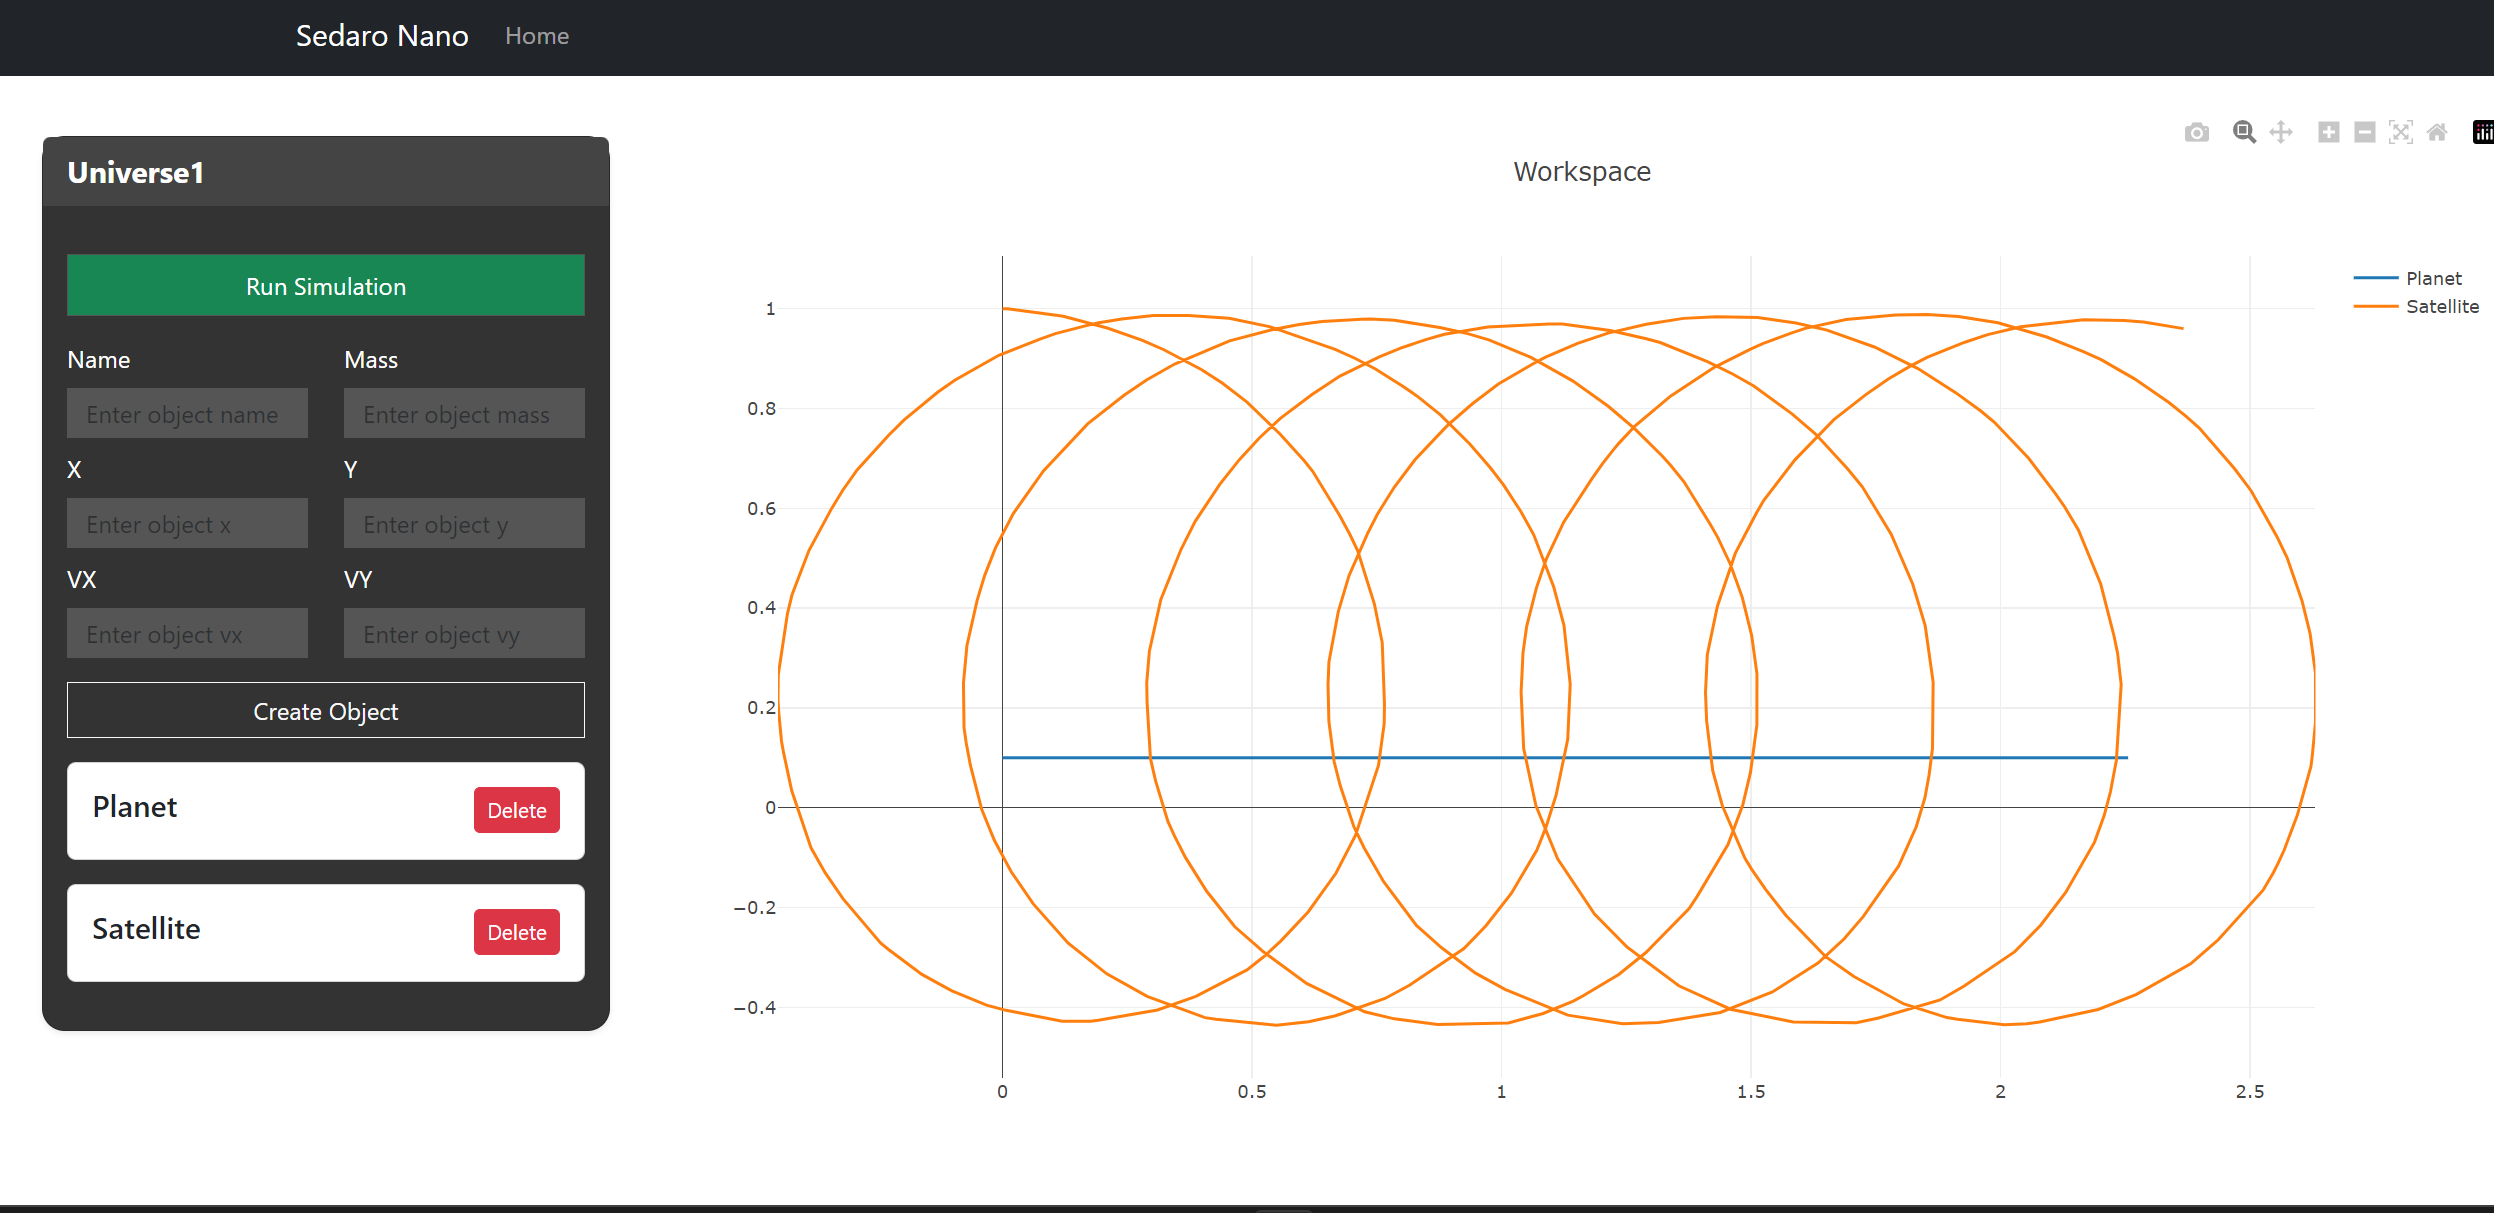 Sedaro Nano Home
Universe1
Run Simulation
Name Mass
Enter object name Enter object mass
X Y
Enter object x Enter object y
VX VY
Enter object vx Enter object vy
Create Object
Planet Delete
Satellite Delete
Workspace
1
0.8
0.6
0.4
0.2
0
−0.2
−0.4
0 0.5 1 1.5 2 2.5
Planet
Satellite